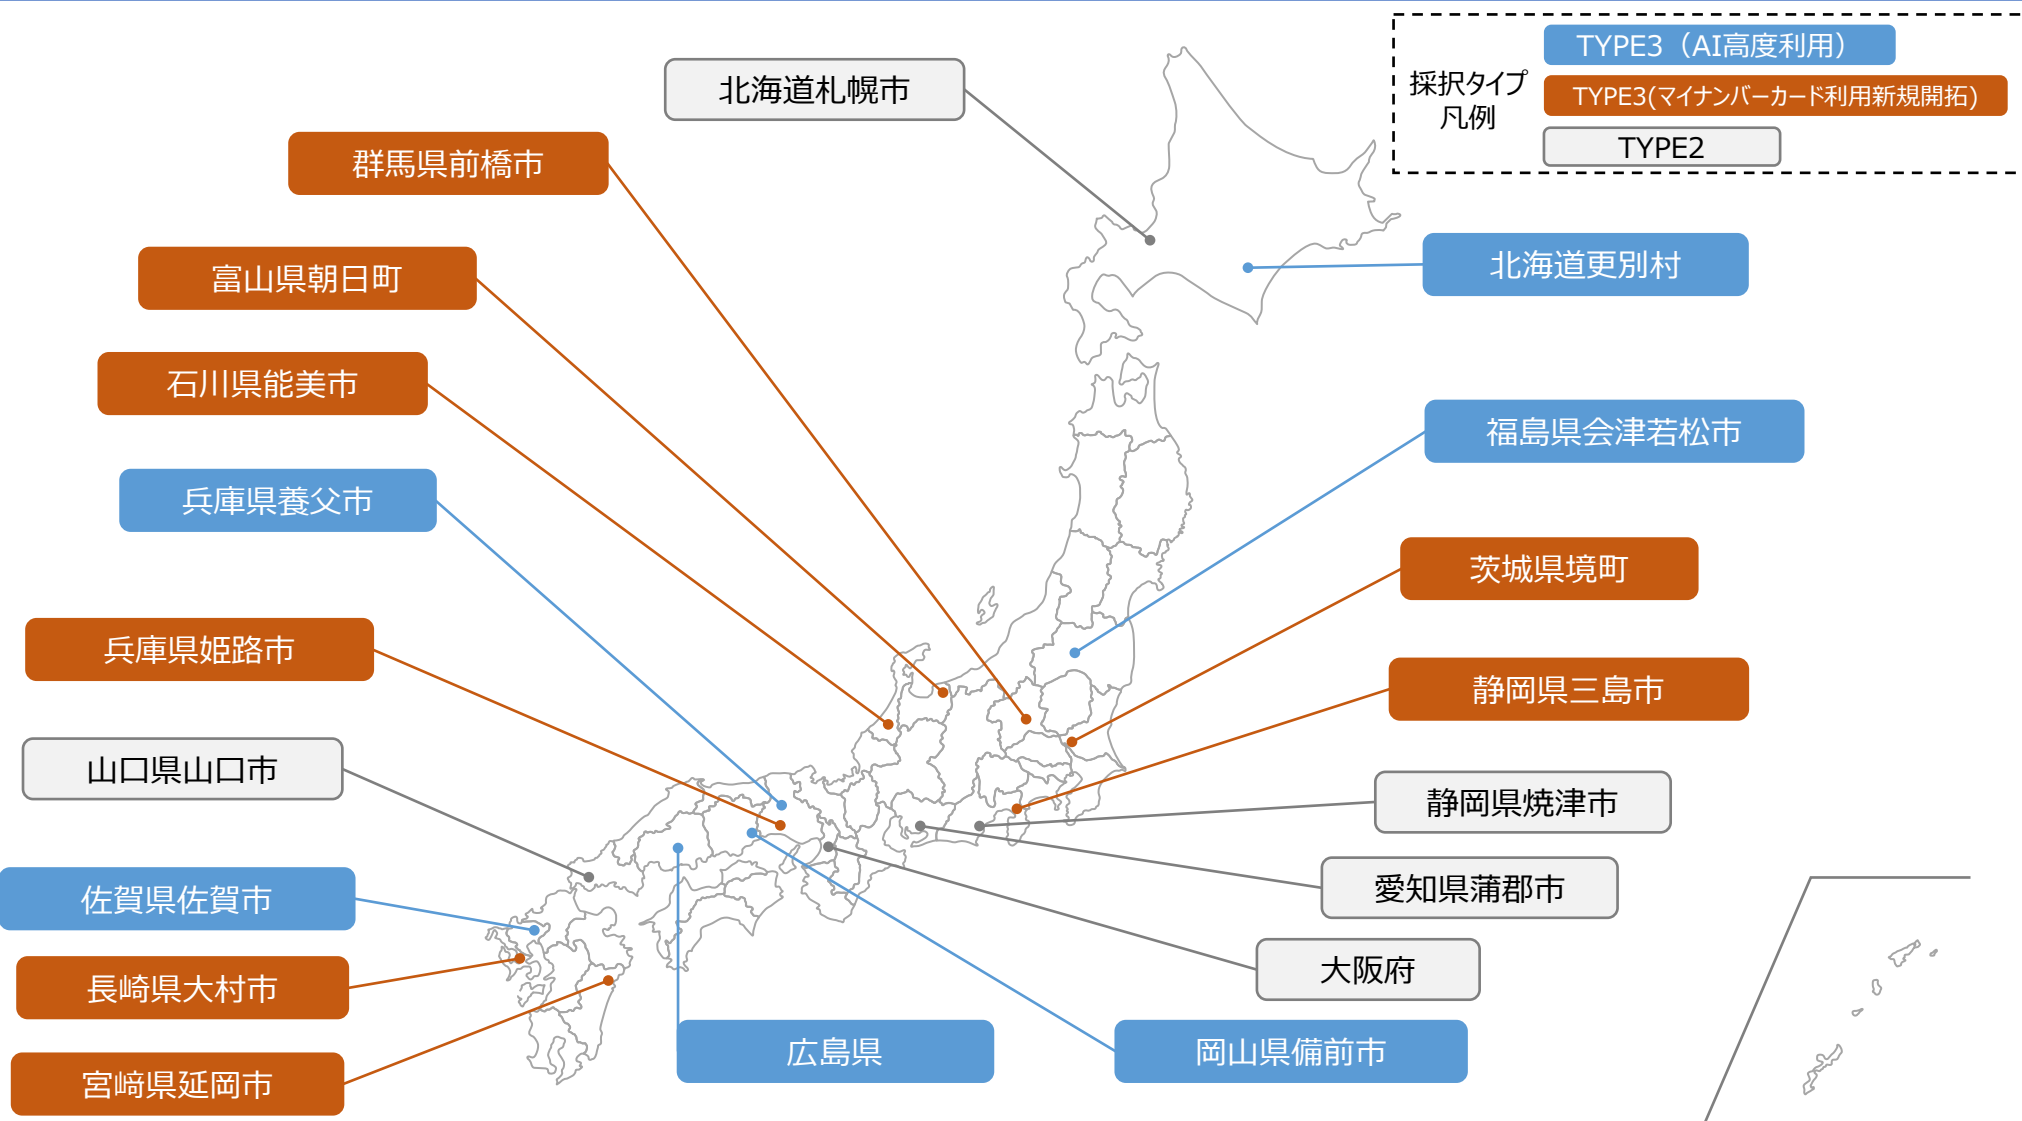 採択タイプ
凡例
TYPE3（AI高度利用）
TYPE3(マイナンバーカード利用新規開拓)
TYPE2
北海道札幌市
群馬県前橋市
富山県朝日町
石川県能美市
兵庫県養父市
兵庫県姫路市
山口県山口市
佐賀県佐賀市
長崎県大村市
宮﨑県延岡市
北海道更別村
福島県会津若松市
茨城県境町
静岡県三島市
静岡県焼津市
愛知県蒲郡市
大阪府
広島県
岡山県備前市